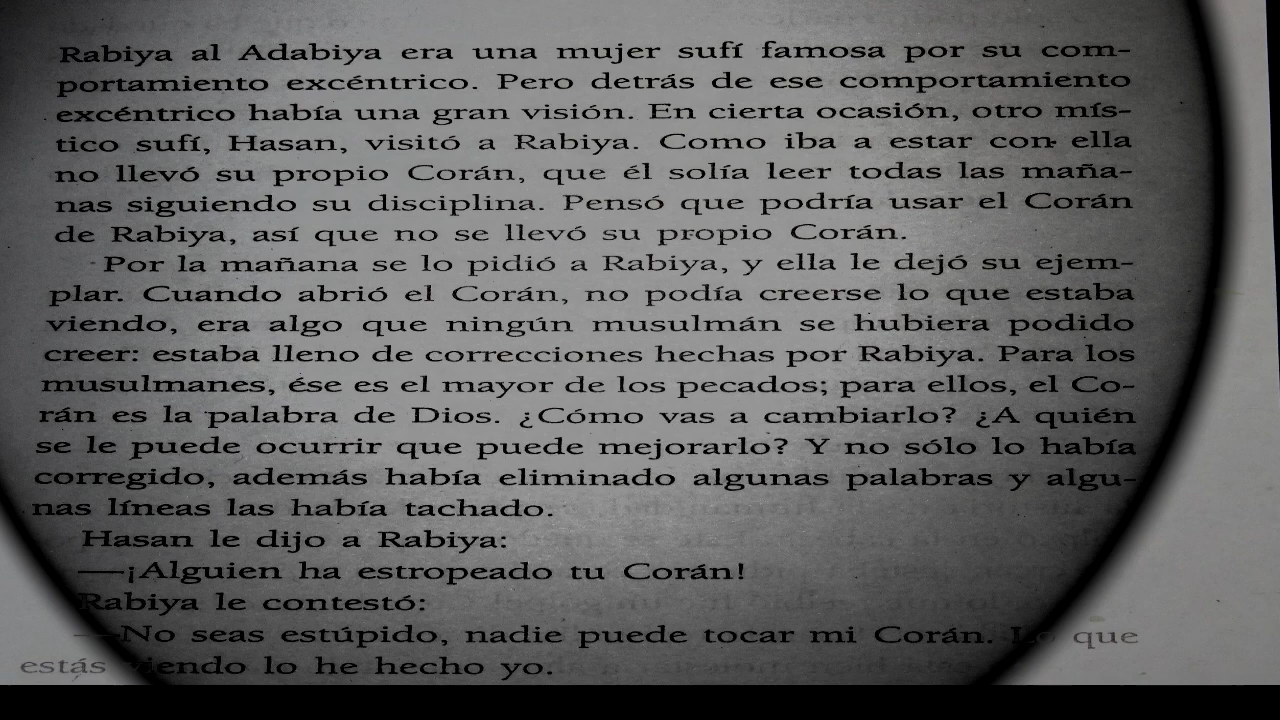 Rabiya al Adabiya era una mujer sufí famosa por su com-
portamiento excéntrico. Pero detrás de ese comportamiento
excéntrico había una gran visión. En cierta ocasión, otro mís-
tico sufí, Hasan, visitó a Rabiya. Como iba a estar con ella
no llevó su propio Corán, que él solía leer todas las maña-
nas siguiendo su disciplina. Pensó que podría usar el Corán
de Rabiya, así que no se llevó su propio Corán.
Por la mañana se lo pidió a Rabiya, y ella le dejó su ejem-
plar. Cuando abrió el Corán, no podía creerse lo que estaba
viendo, era algo que ningún musulmán se hubiera podido
creer: estaba lleno de correcciones hechas por Rabiya. Para los
musulmanes, ése es el mayor de los pecados; para ellos, el Co-
rán es la palabra de Dios. ¿Cómo vas a cambiarlo? ¿A quién
se le puede ocurrir que puede mejorarlo? Y no sólo lo había
corregido, además había eliminado algunas palabras y algu-
nas líneas las había tachado.
Hasan le dijo a Rabiya:
—¡Alguien ha estropeado tu Corán!
Rabiya le contestó:
—No seas estúpido, nadie puede tocar mi Corán. Lo que
estás viendo lo he hecho yo.